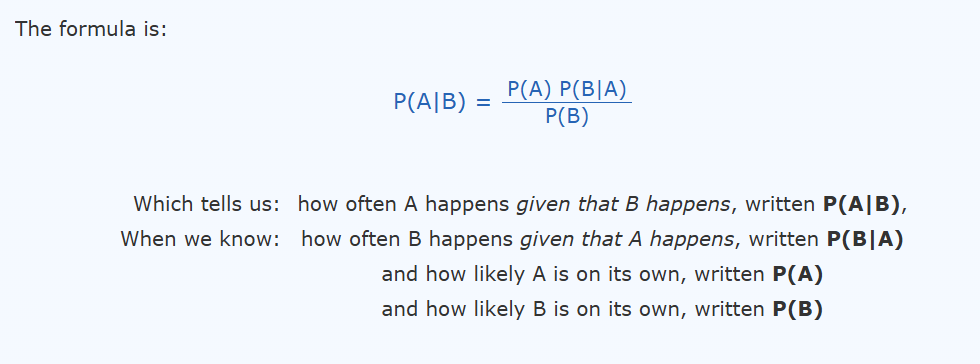 The formula is:
P(A|B) = P(A) P(B|A)
P(B)
Which tells us: how often A happens given that B happens, written P(A|B),
When we know: how often B happens given that A happens, written P(B|A)
and how likely A is on its own, written P(A)
and how likely B is on its own, written P(B)